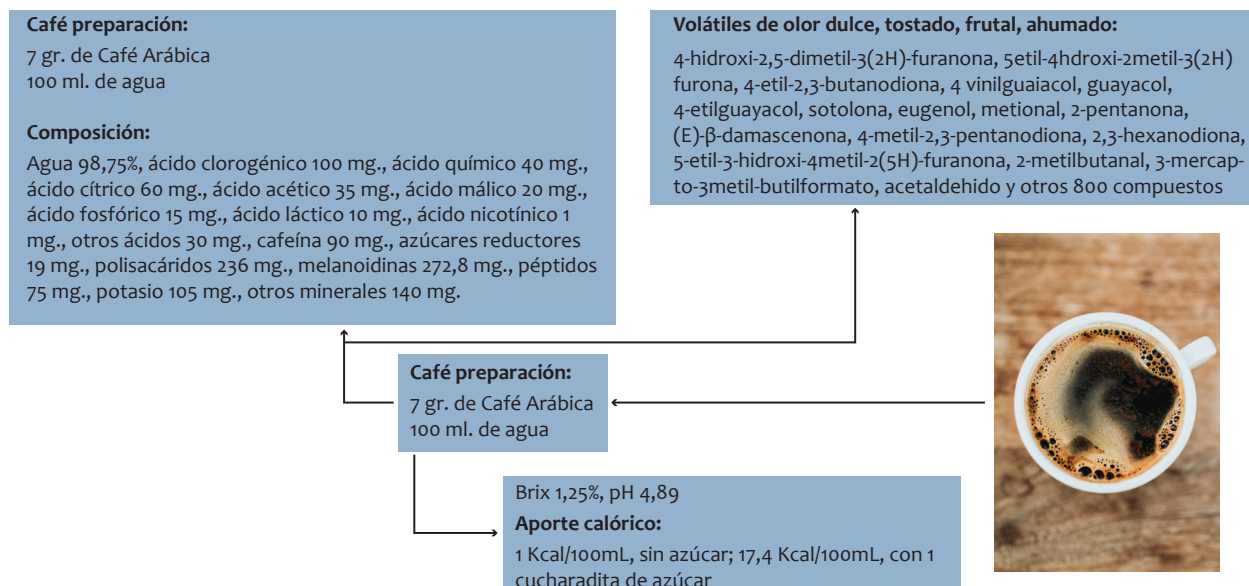 Café preparación:
7 gr. de Café Arábica
100 ml. de agua
Composición:
Agua 98,75%, ácido clorogénico 100 mg., ácido químico 40 mg.,
ácido cítrico 60 mg., ácido acético 35 mg., ácido málico 20 mg.,
ácido fosfórico 15 mg., ácido láctico 10 mg., ácido nicotínico 1
mg., otros ácidos 30 mg., cafeína 90 mg., azúcares reductores
19 mg., polisacáridos 236 mg., melanoidinas 272,8 mg., péptidos
75 mg., potasio 105 mg., otros minerales 140 mg.
Volátiles de olor dulce, tostado, frutal, ahumado:
4-hidroxi-2,5-dimetil-3(2H)-furanona, 5etil-4hdroxi-2metil-3(2H)
furona, 4-etil-2,3-butanodiona, 4 vinilguaiacol, guayacol,
4-etilguayacol, sotolona, eugenol, metional, 2-pentanona,
(E)-β-damascenona, 4-metil-2,3-pentanodiona, 2,3-hexanodiona,
5-etil-3-hidroxi-4metil-2(5H)-furanona, 2-metilbutanal, 3-mercap-
to-3metil-butilformato, acetaldehido y otros 800 compuestos
Café preparación:
7 gr. de Café Arábica
100 ml. de agua
Brix 1,25%, pH 4,89
Aporte calórico:
1 Kcal/100mL, sin azúcar; 17,4 Kcal/100mL, con 1
cucharadita de azúcar